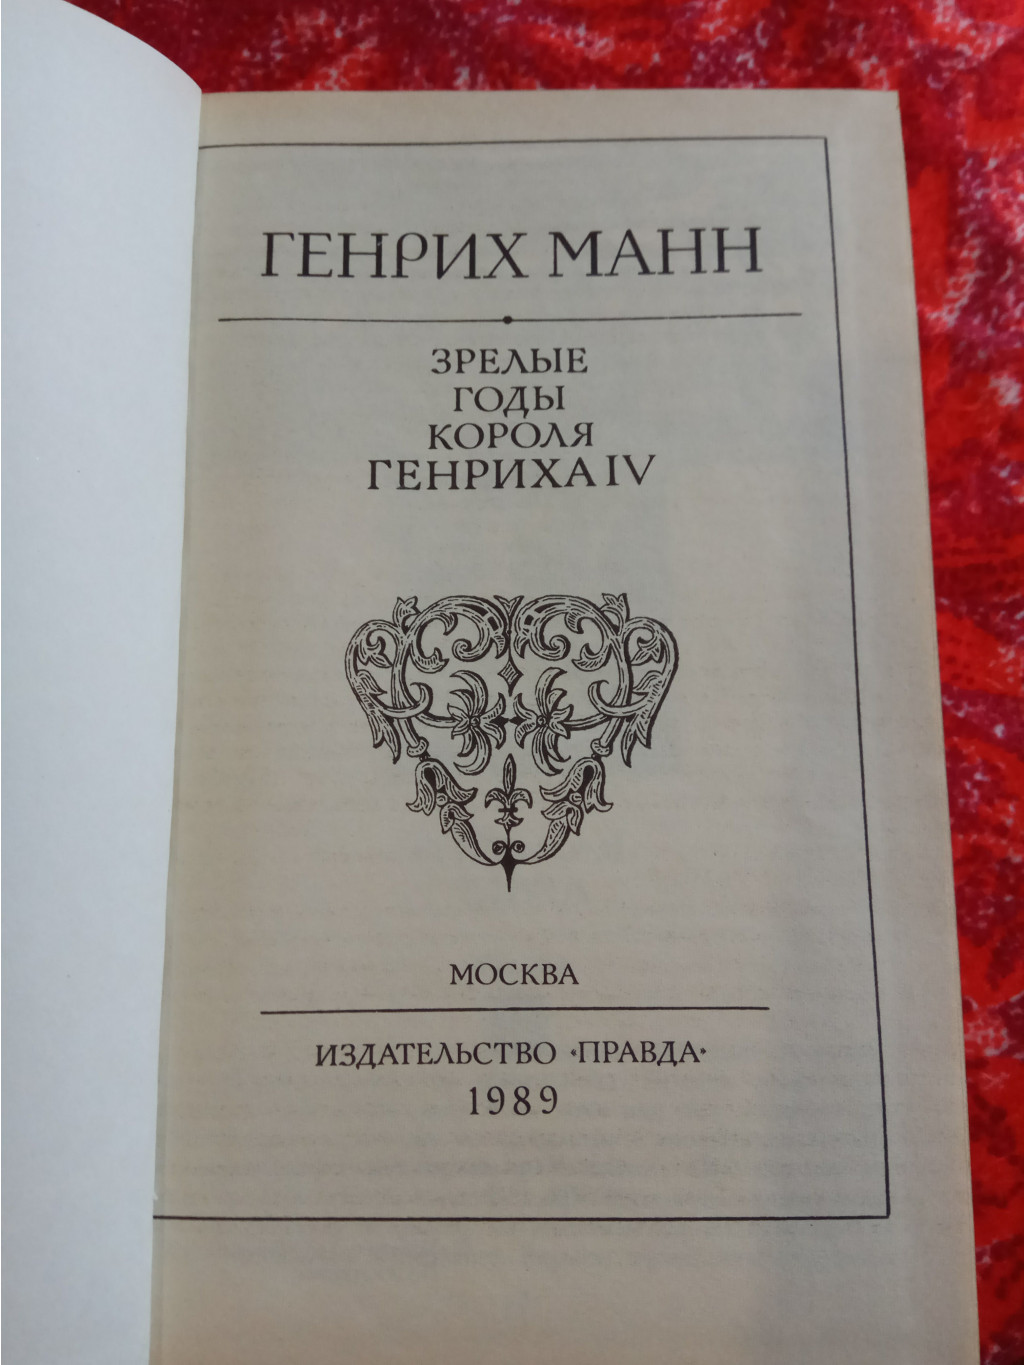 ГЕНРИХ МАНН
ЗРЕЛЫЕ
ГОДЫ
КОРОЛЯ
ГЕНРИХА IV
МОСКВА
ИЗДАТЕЛЬСТВО «ПРАВДА»
1989